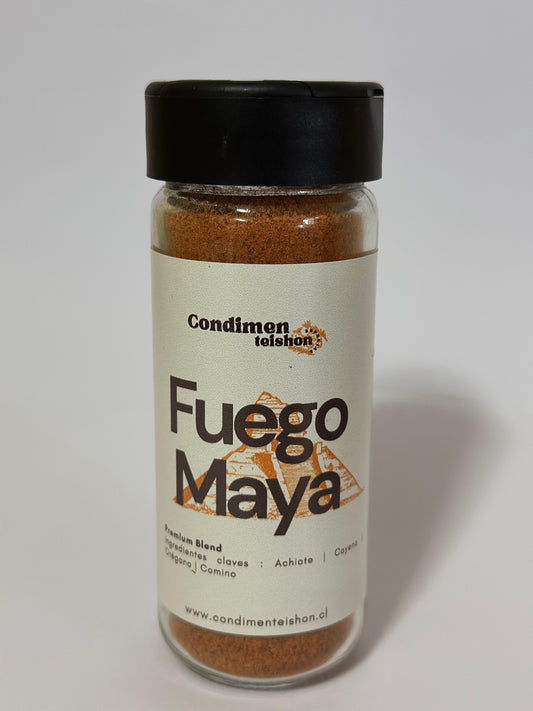 Condimen
teishon
Fuego
Maya
Premium Blend
Ingredientes claves : Achiote | Cayena |
Orégano | Comino
www.condimenteishon.cl